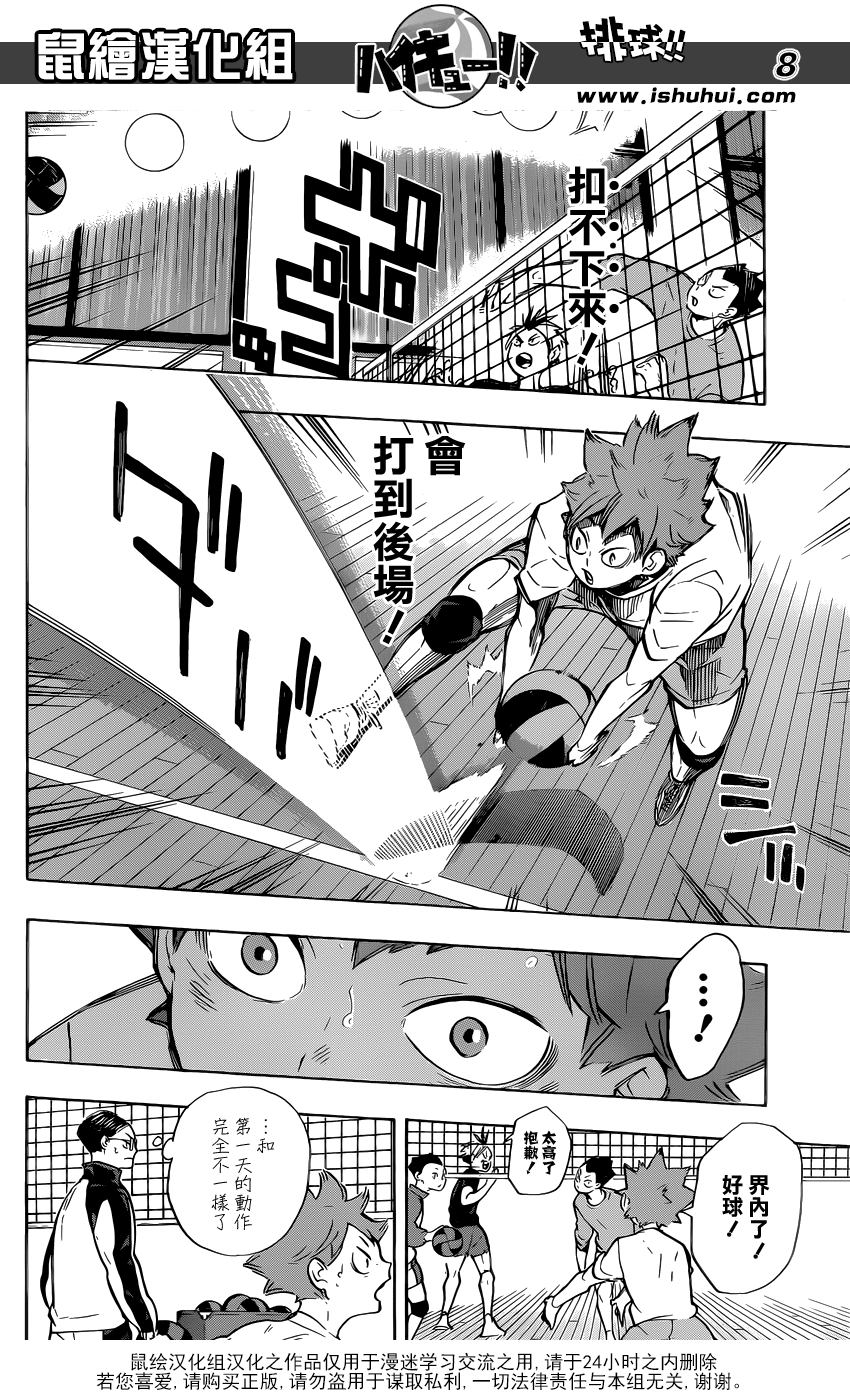 鼠繪漢化組
ハイキュー!!
排球!!
8
www.ishuhui.com
扣不下來！
會
打到後場！
ダ
…！
界內了！
好球！
太高了
抱歉！
…和
第一天的動作
完全不一樣了
鼠绘汉化组汉化之作品仅用于漫迷学习交流之用,请于24小时之内删除
若您喜爱,请购买正版,请勿盗用于谋取私利,一切法律责任与本组无关,谢谢。